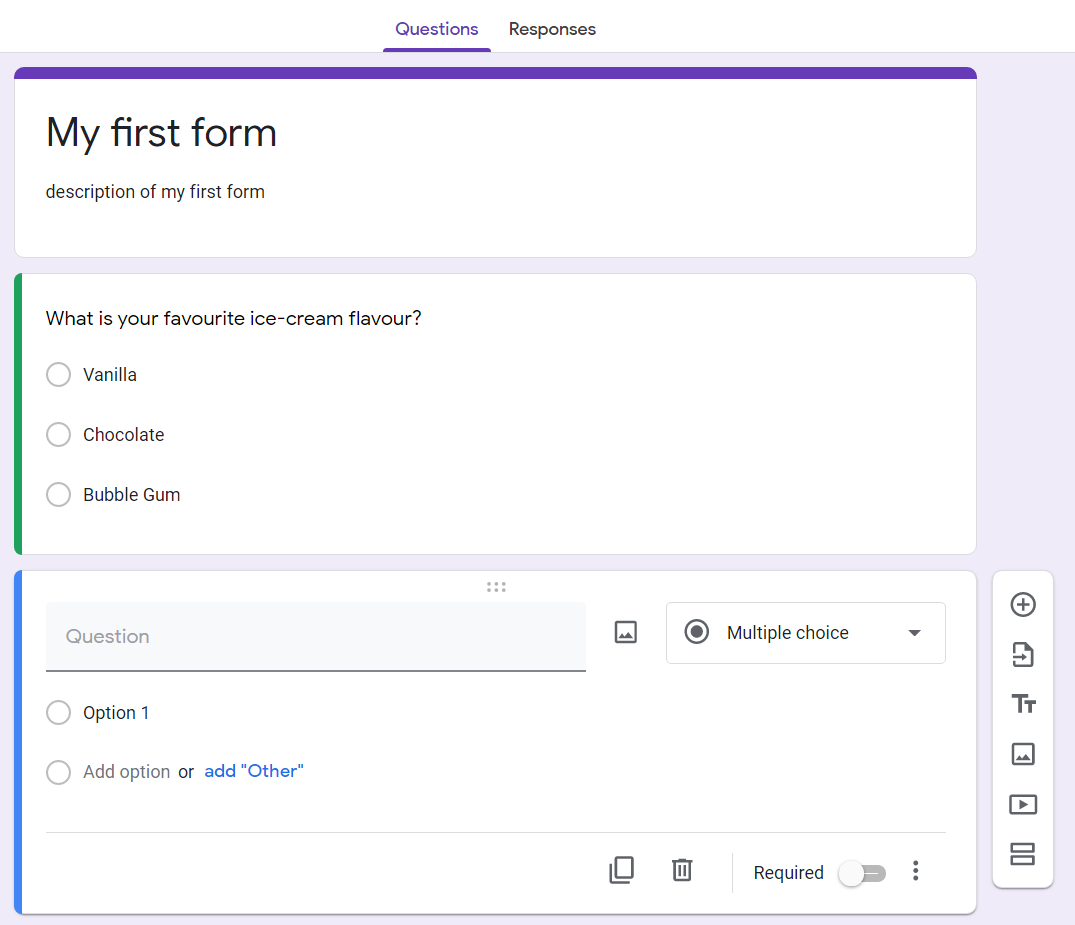 Questions Responses
My first form
description of my first form
What is your favourite ice-cream flavour?
Vanilla
Chocolate
Bubble Gum
Question
Multiple choice
Option 1
Add option or add "Other"
Required